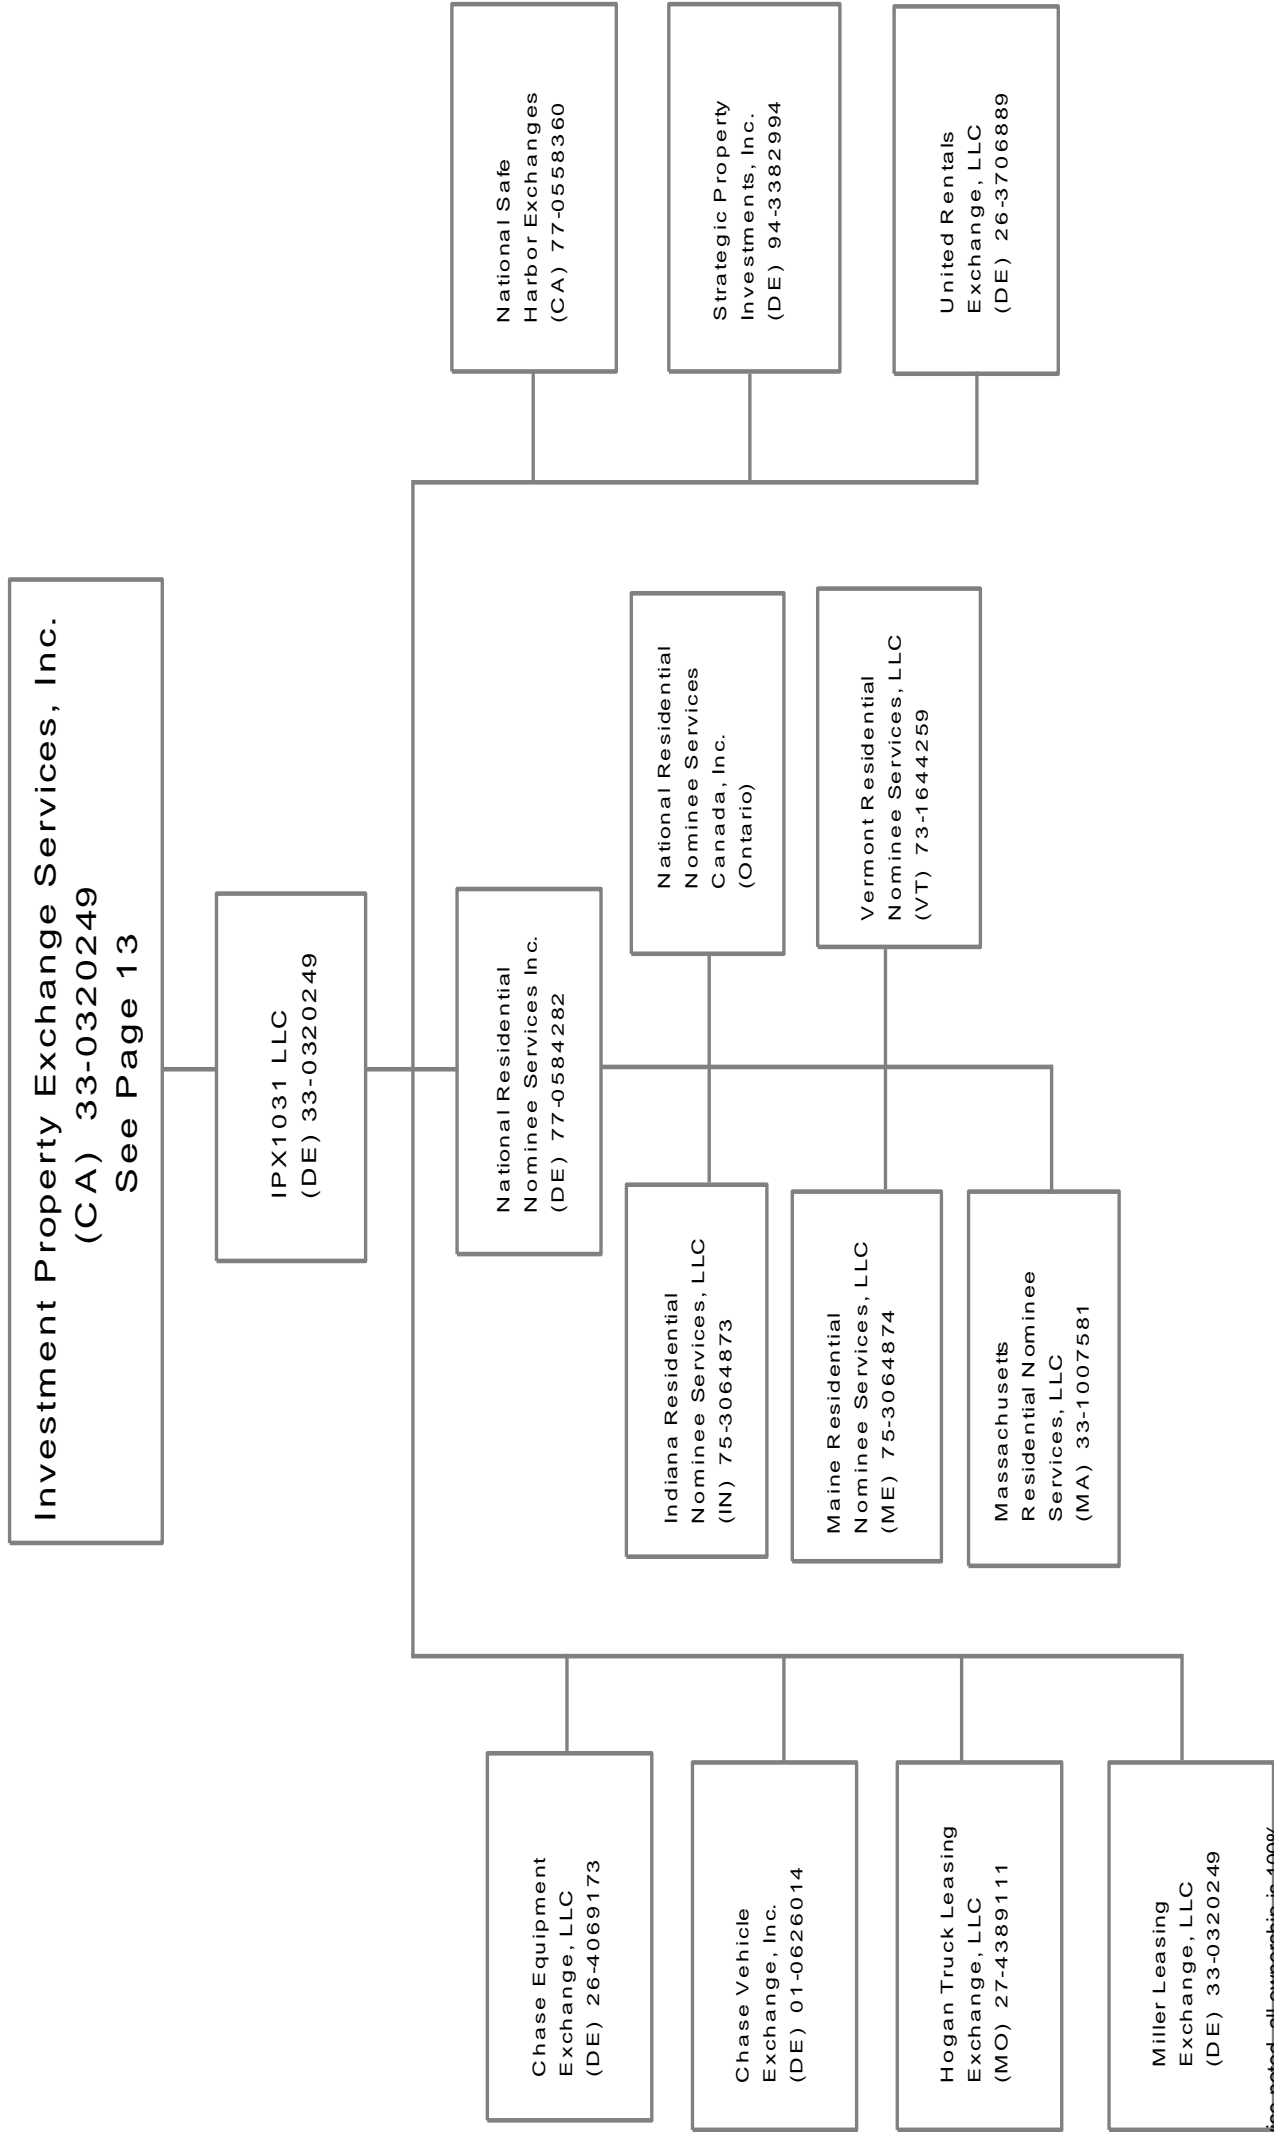 Investment Property Exchange Services, Inc.
(CA) 33-0320249
See Page 13
IPX1031 LLC
(DE) 33-0320249
Chase Equipment
Exchange, LLC
(DE) 26-4069173
Chase Vehicle
Exchange, Inc.
(DE) 01-0626014
Hogan Truck Leasing
Exchange, LLC
(MO) 27-4389111
Miller Leasing
Exchange, LLC
(DE) 33-0320249
National Residential
Nominee Services Inc.
(DE) 77-0584282
Indiana Residential
Nominee Services, LLC
(IN) 75-3064873
Maine Residential
Nominee Services, LLC
(ME) 75-3064874
Massachusetts
Residential Nominee
Services, LLC
(MA) 33-1007581
National Residential
Nominee Services
Canada, Inc.
(Ontario)
Vermont Residential
Nominee Services, LLC
(VT) 73-1644259
National Safe
Harbor Exchanges
(CA) 77-0558360
Strategic Property
Investments, Inc.
(DE) 94-3382994
United Rentals
Exchange, LLC
(DE) 26-3706889
noted, all ownership is 100%